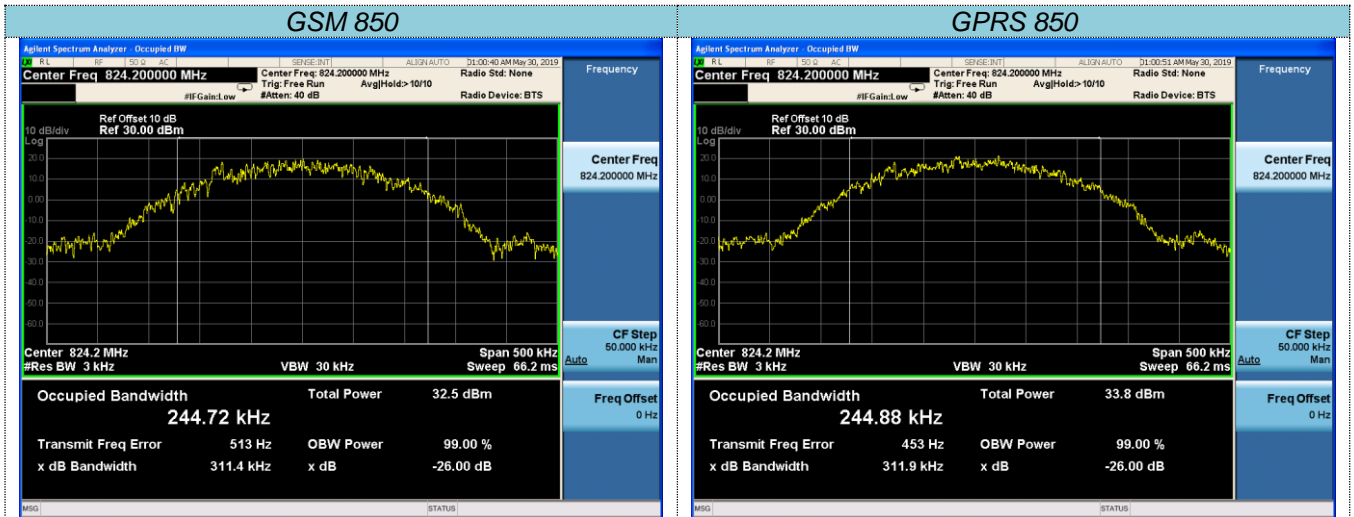 GSM 850
Agilent Spectrum Analyzer - Occupied BW
LXI RL RF 50 Ω AC SENSE:INT ALIGN AUTO 01:00:40 AM May 30, 2019
Center Freq 824.200000 MHz
Center Freq: 824.200000 MHz
Radio Std: None
Trig: Free Run Avg|Hold:> 10/10
#IFGain:Low #Atten: 40 dB
Radio Device: BTS
Ref Offset 10 dB
10 dB/div Ref 30.00 dBm
Log
20.0
10.0
0.00
-10.0
-20.0
-30.0
-40.0
-50.0
-60.0
Center 824.2 MHz Span 500 kHz
#Res BW 3 kHz VBW 30 kHz Sweep 66.2 ms
Occupied Bandwidth Total Power 32.5 dBm
244.72 kHz
Transmit Freq Error 513 Hz OBW Power 99.00 %
x dB Bandwidth 311.4 kHz x dB -26.00 dB
MSG STATUS
Frequency
Center Freq
824.200000 MHz
CF Step
50.000 kHz
Auto Man
Freq Offset
0 Hz
GPRS 850
Agilent Spectrum Analyzer - Occupied BW
LXI RL RF 50 Ω AC SENSE:INT ALIGN AUTO 01:00:51 AM May 30, 2019
Center Freq 824.200000 MHz
Center Freq: 824.200000 MHz
Radio Std: None
Trig: Free Run Avg|Hold:> 10/10
#IFGain:Low #Atten: 40 dB
Radio Device: BTS
Ref Offset 10 dB
10 dB/div Ref 30.00 dBm
Log
20.0
10.0
0.00
-10.0
-20.0
-30.0
-40.0
-50.0
-60.0
Center 824.2 MHz Span 500 kHz
#Res BW 3 kHz VBW 30 kHz Sweep 66.2 ms
Occupied Bandwidth Total Power 33.8 dBm
244.88 kHz
Transmit Freq Error 453 Hz OBW Power 99.00 %
x dB Bandwidth 311.9 kHz x dB -26.00 dB
MSG STATUS
Frequency
Center Freq
824.200000 MHz
CF Step
50.000 kHz
Auto Man
Freq Offset
0 Hz